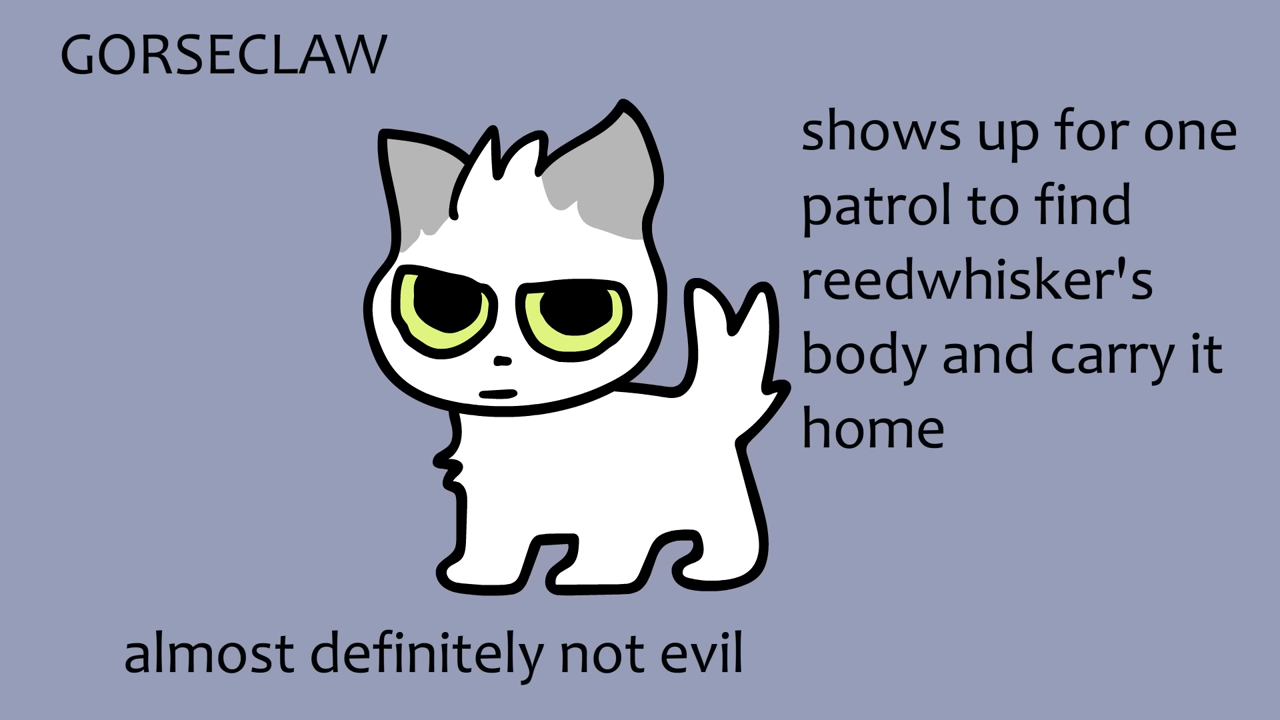 GORSECLAW
shows up for one
patrol to find
reedwhisker's
body and carry it
home
almost definitely not evil